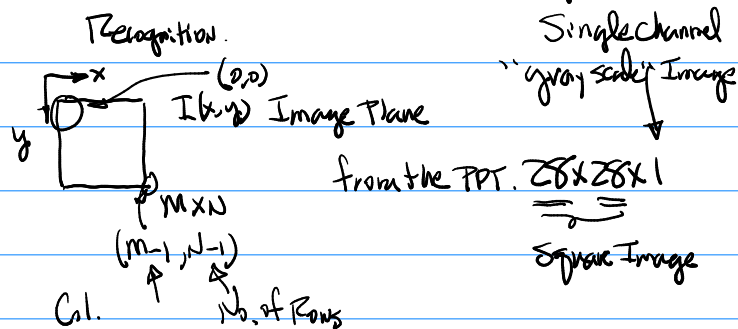 Recognition.
Single Channel
x
(0,0)
"gray scale" Image
y
I(x,y) Image Plane
from the PPT. 28x28x1
MxN
(M-1, N-1)
Square Image
Col.
No. of Rows